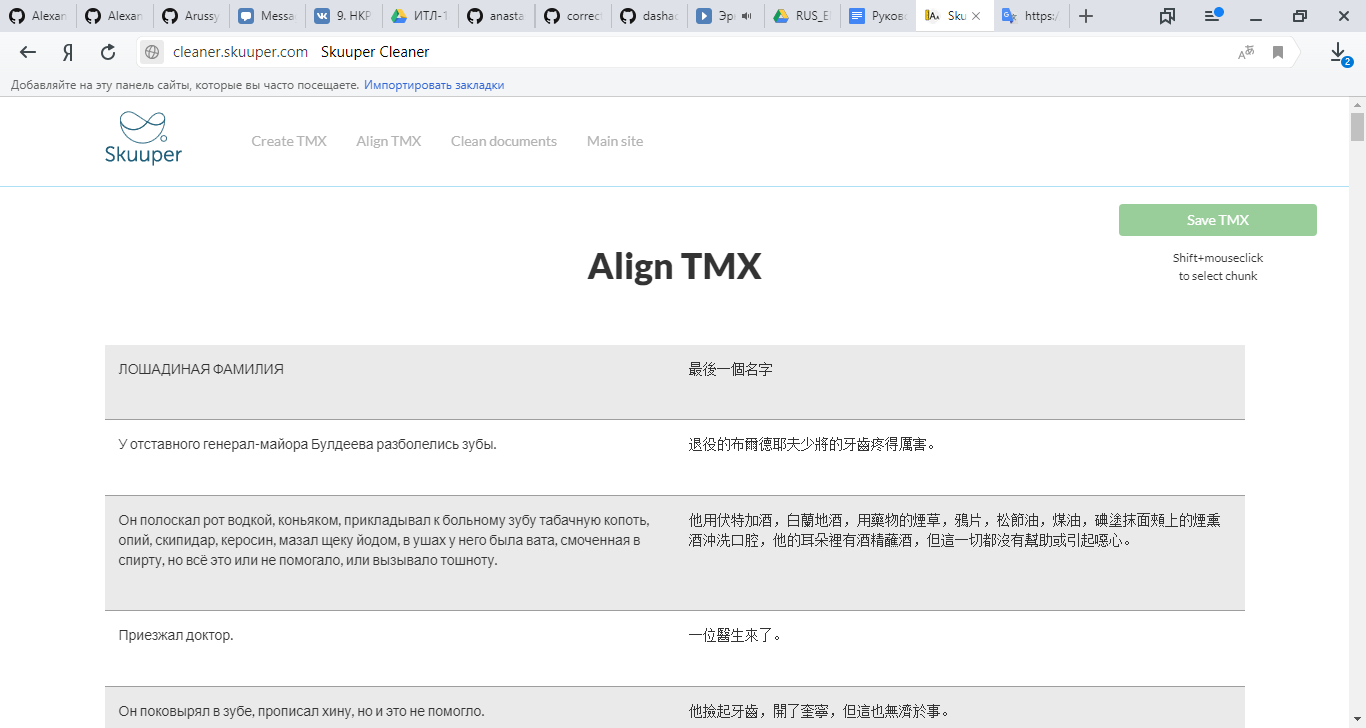 Alexan
Alexan
Arussy
Messa
9. НКР
ИТЛ-1
anasta
correc
dasha
Эр
RUS_E
Руков
Sku
https:/
cleaner.skuuper.com Skuuper Cleaner
2
Добавляйте на эту панель сайты, которые вы часто посещаете. Импортировать закладки
Skuuper
Create TMX
Align TMX
Clean documents
Main site
Save TMX
Shift+mouseclick
to select chunk
Align TMX
ЛОШАДИНАЯ ФАМИЛИЯ
最後一個名字
У отставного генерал-майора Булдеева разболелись зубы.
退役的布爾德耶夫少將的牙齒疼得厲害。
Он полоскал рот водкой, коньяком, прикладывал к больному зубу табачную копоть,
опий, скипидар, керосин, мазал щеку йодом, в ушах у него была вата, смоченная в
спирту, но всё это или не помогало, или вызывало тошноту.
他用伏特加酒，白蘭地酒，用藥物的煙草，鴉片，松節油，煤油，碘塗抹面頰上的煙熏
酒沖洗口腔，他的耳朵裡有酒精蘸酒，但這一切都沒有幫助或引起噁心。
Приезжал доктор.
一位醫生來了。
Он поковырял в зубе, прописал хину, но и это не помогло.
他撿起牙齒，開了奎寧，但這也無濟於事。